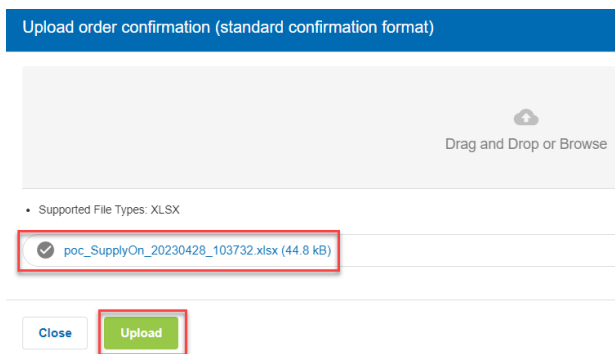 Upload order confirmation (standard confirmation format)
Drag and Drop or Browse
• Supported File Types: XLSX
poc_SupplyOn_20230428_103732.xlsx (44.8 kB)
Close Upload